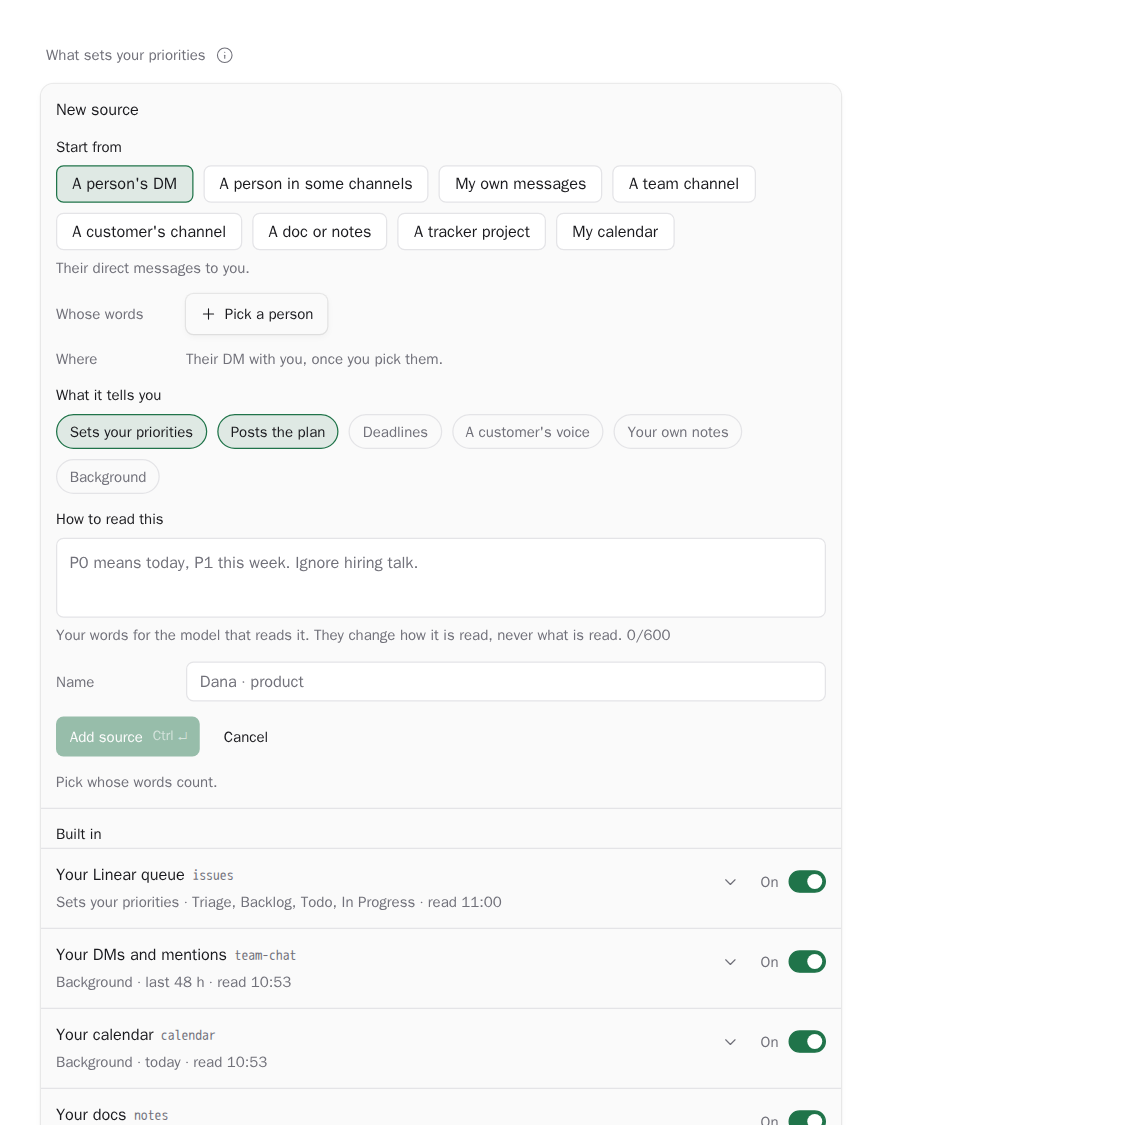 What sets your priorities
New source
Start from
A person's DM
A person in some channels
My own messages
A team channel
A customer's channel
A doc or notes
A tracker project
My calendar
Their direct messages to you.
Whose words
Pick a person
Where
Their DM with you, once you pick them.
What it tells you
Sets your priorities
Posts the plan
Deadlines
A customer's voice
Your own notes
Background
How to read this
P0 means today, P1 this week. Ignore hiring talk.
Your words for the model that reads it. They change how it is read, never what is read. 0/600
Name
Dana · product
Add source Ctrl ↵
Cancel
Pick whose words count.
Built in
Your Linear queue issues
On
Sets your priorities · Triage, Backlog, Todo, In Progress · read 11:00
Your DMs and mentions team-chat
On
Background · last 48 h · read 10:53
Your calendar calendar
On
Background · today · read 10:53
Your docs notes
On